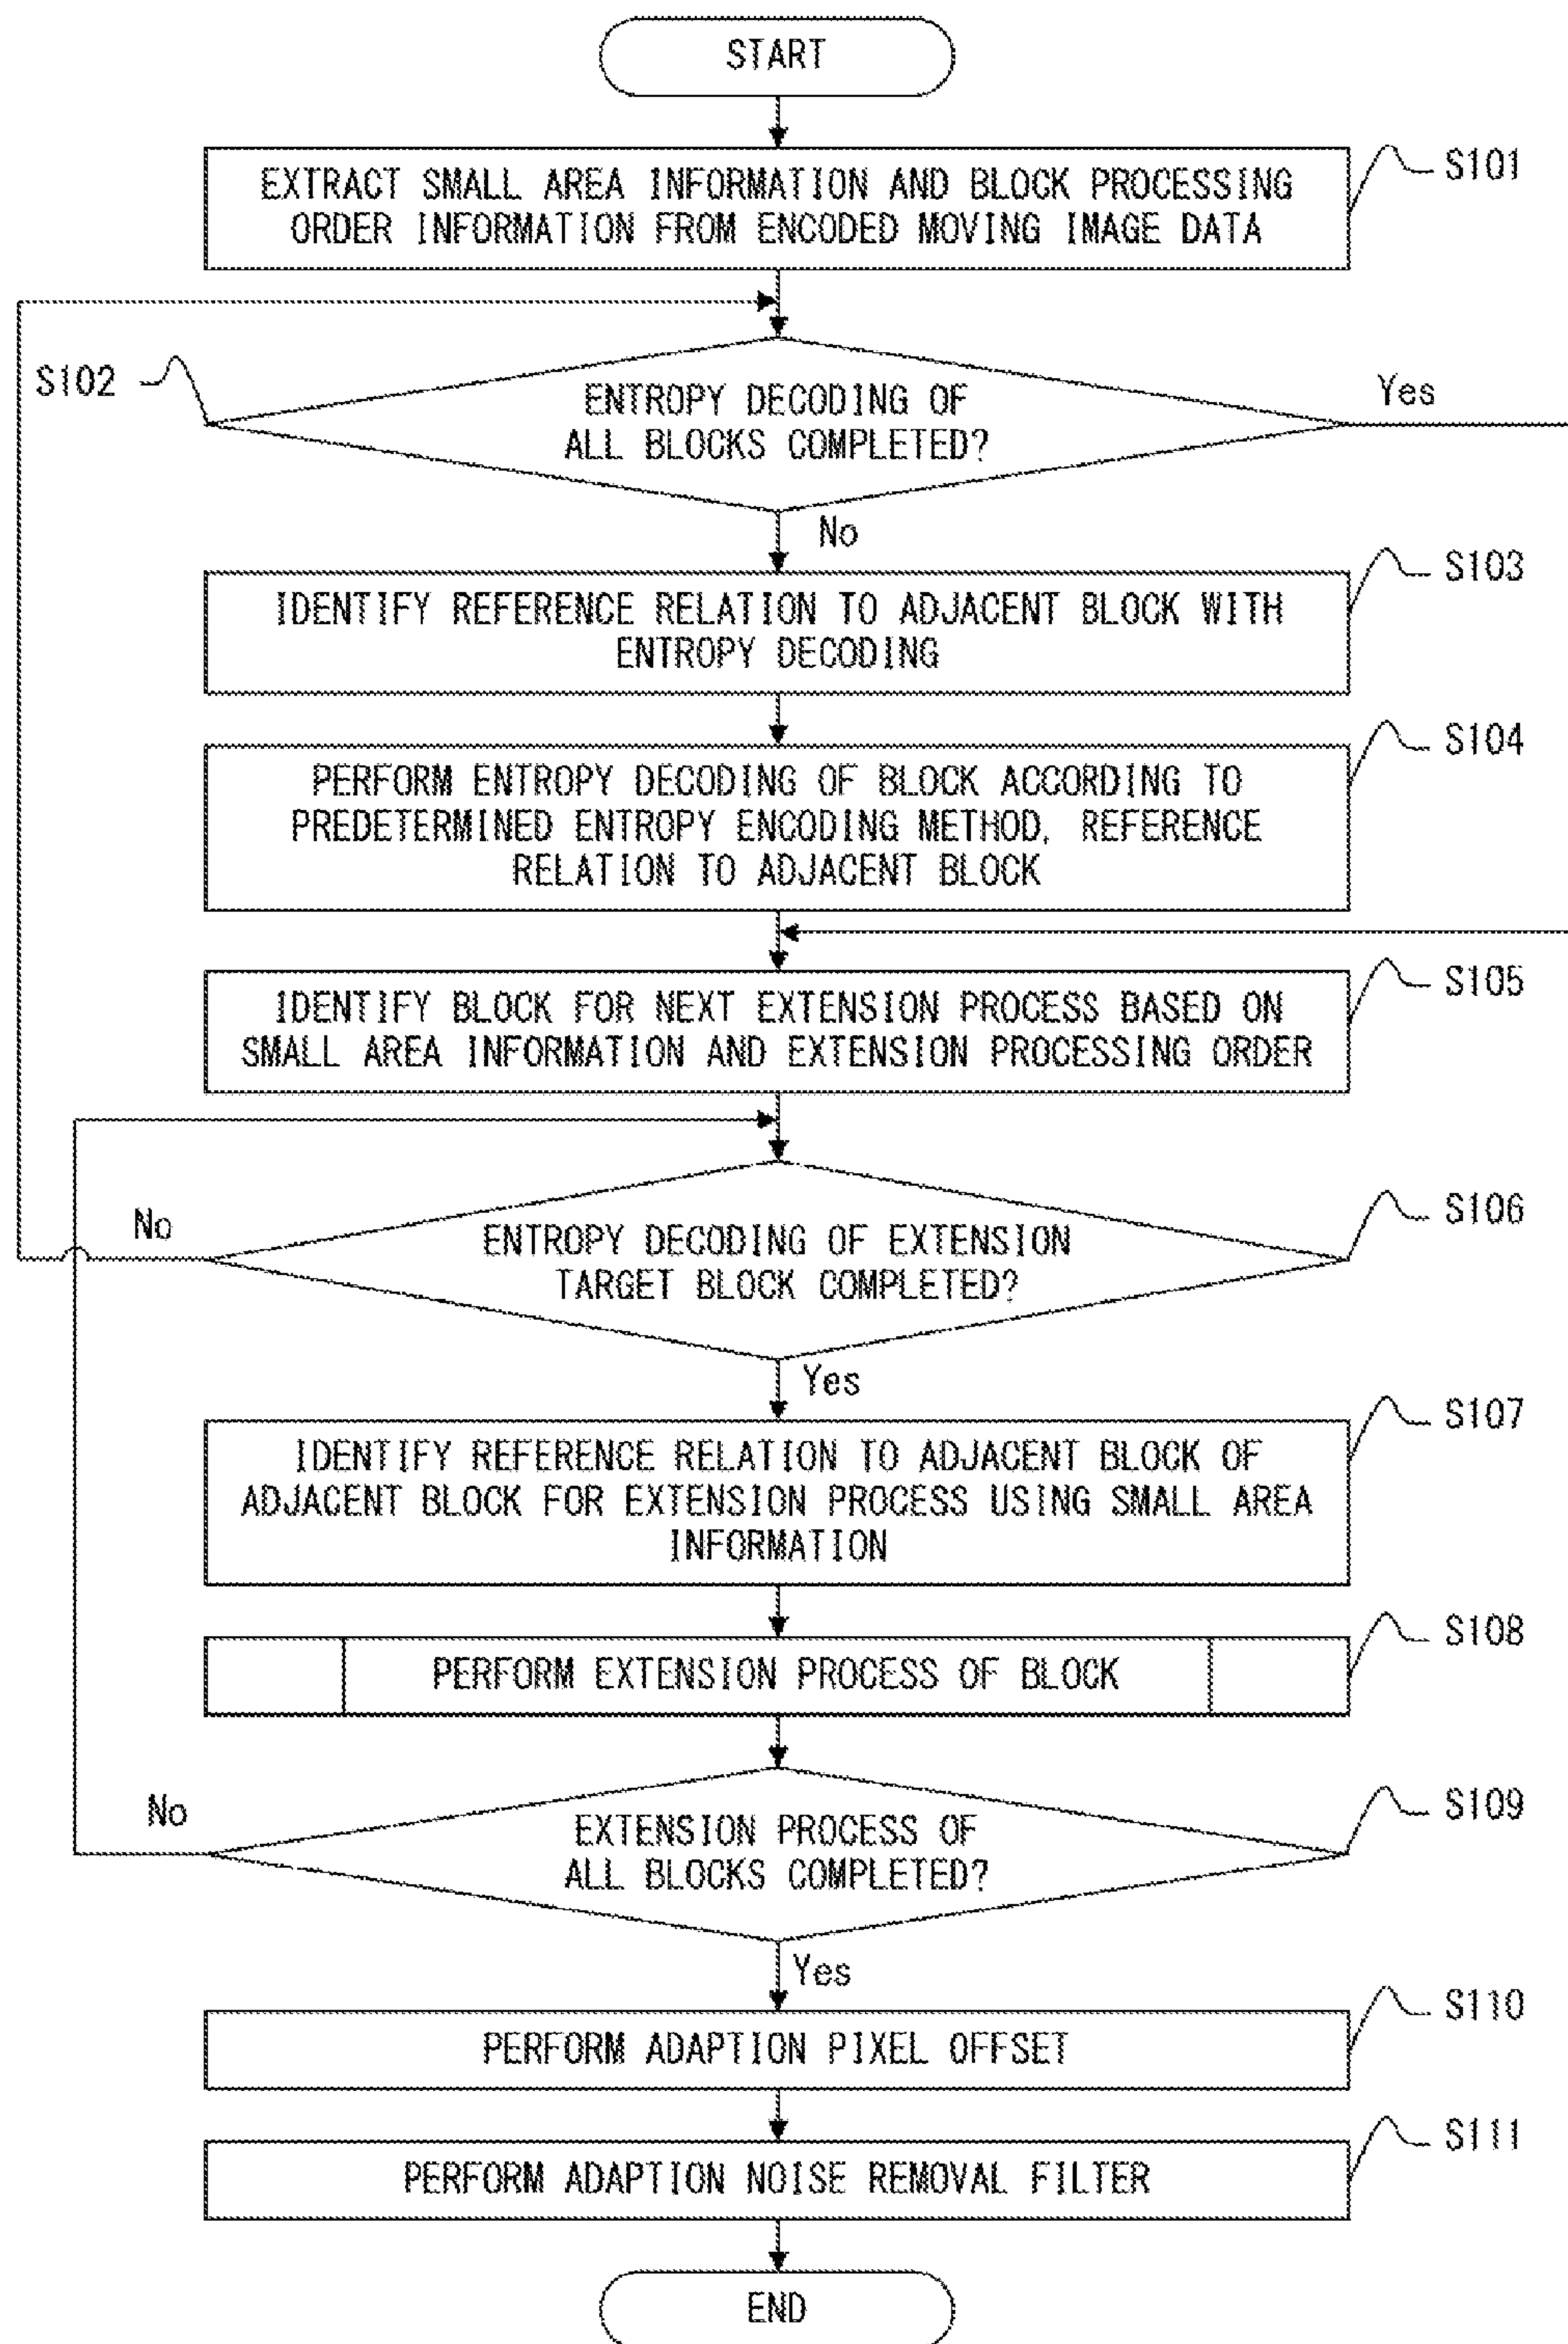 START
S101
EXTRACT SMALL AREA INFORMATION AND BLOCK PROCESSING
ORDER INFORMATION FROM ENCODED MOVING IMAGE DATA
S102
ENTROPY DECODING OF
ALL BLOCKS COMPLETED?
Yes
No
S103
IDENTIFY REFERENCE RELATION TO ADJACENT BLOCK WITH
ENTROPY DECODING
S104
PERFORM ENTROPY DECODING OF BLOCK ACCORDING TO
PREDETERMINED ENTROPY ENCODING METHOD, REFERENCE
RELATION TO ADJACENT BLOCK
S105
IDENTIFY BLOCK FOR NEXT EXTENSION PROCESS BASED ON
SMALL AREA INFORMATION AND EXTENSION PROCESSING ORDER
S106
No
ENTROPY DECODING OF EXTENSION
TARGET BLOCK COMPLETED?
Yes
S107
IDENTIFY REFERENCE RELATION TO ADJACENT BLOCK OF
ADJACENT BLOCK FOR EXTENSION PROCESS USING SMALL AREA
INFORMATION
S108
PERFORM EXTENSION PROCESS OF BLOCK
S109
No
EXTENSION PROCESS OF
ALL BLOCKS COMPLETED?
Yes
S110
PERFORM ADAPTION PIXEL OFFSET
S111
PERFORM ADAPTION NOISE REMOVAL FILTER
END